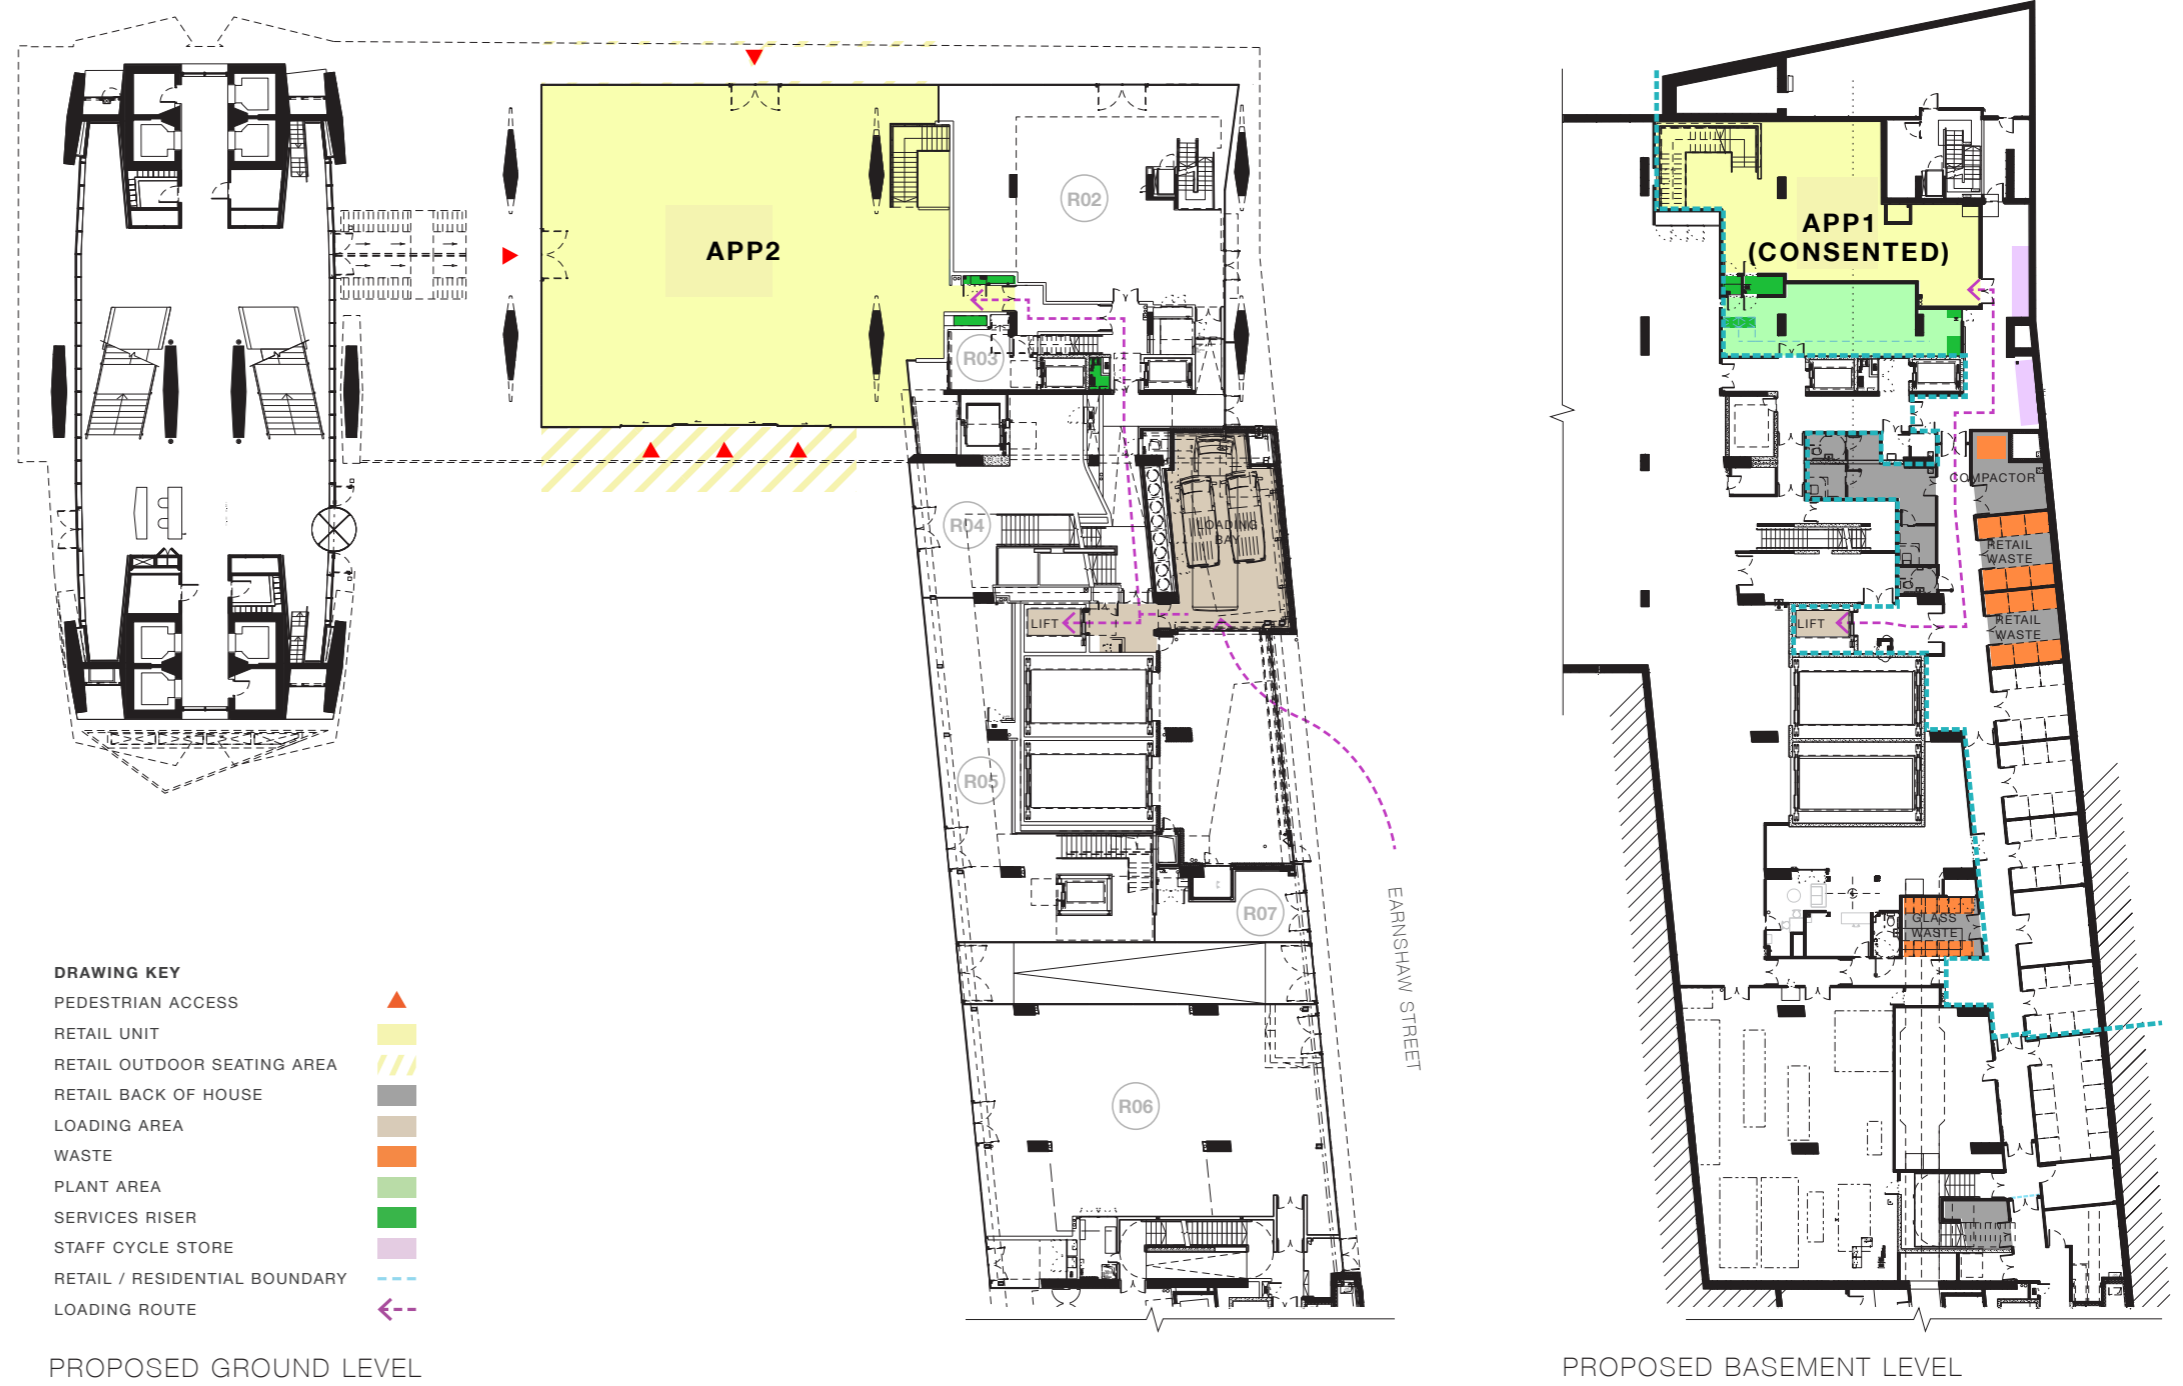 APP2
R02
R03
R04
LOADING
BAY
LIFT
R05
R07
R06
EARNSHAW STREET
APP1
(CONSENTED)
COMPACTOR
RETAIL
WASTE
RETAIL
WASTE
LIFT
GLASS
WASTE
DRAWING KEY
PEDESTRIAN ACCESS
RETAIL UNIT
RETAIL OUTDOOR SEATING AREA
RETAIL BACK OF HOUSE
LOADING AREA
WASTE
PLANT AREA
SERVICES RISER
STAFF CYCLE STORE
RETAIL / RESIDENTIAL BOUNDARY
LOADING ROUTE
PROPOSED GROUND LEVEL
PROPOSED BASEMENT LEVEL